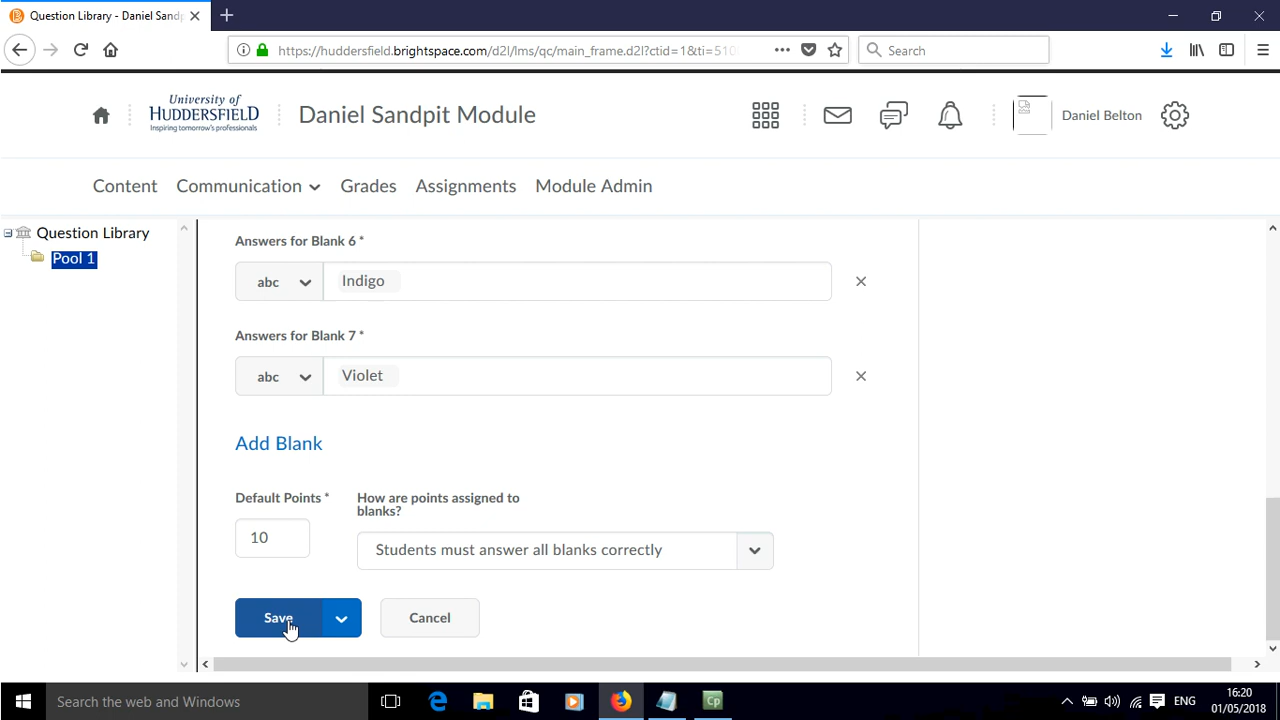 Question Library - Daniel Sandp
https://huddersfield.brightspace.com/d2l/lms/qc/main_frame.d2l?ctid=1&ti=510
Search
University of
HUDDERSFIELD
Inspiring tomorrow's professionals
Daniel Sandpit Module
Daniel Belton
Content Communication Grades Assignments Module Admin
Question Library
Pool 1
Answers for Blank 6 *
abc Indigo
Answers for Blank 7 *
abc Violet
Add Blank
Default Points *
How are points assigned to
blanks?
10
Students must answer all blanks correctly
Save
Cancel
Search the web and Windows
Cp
ENG
16:20
01/05/2018